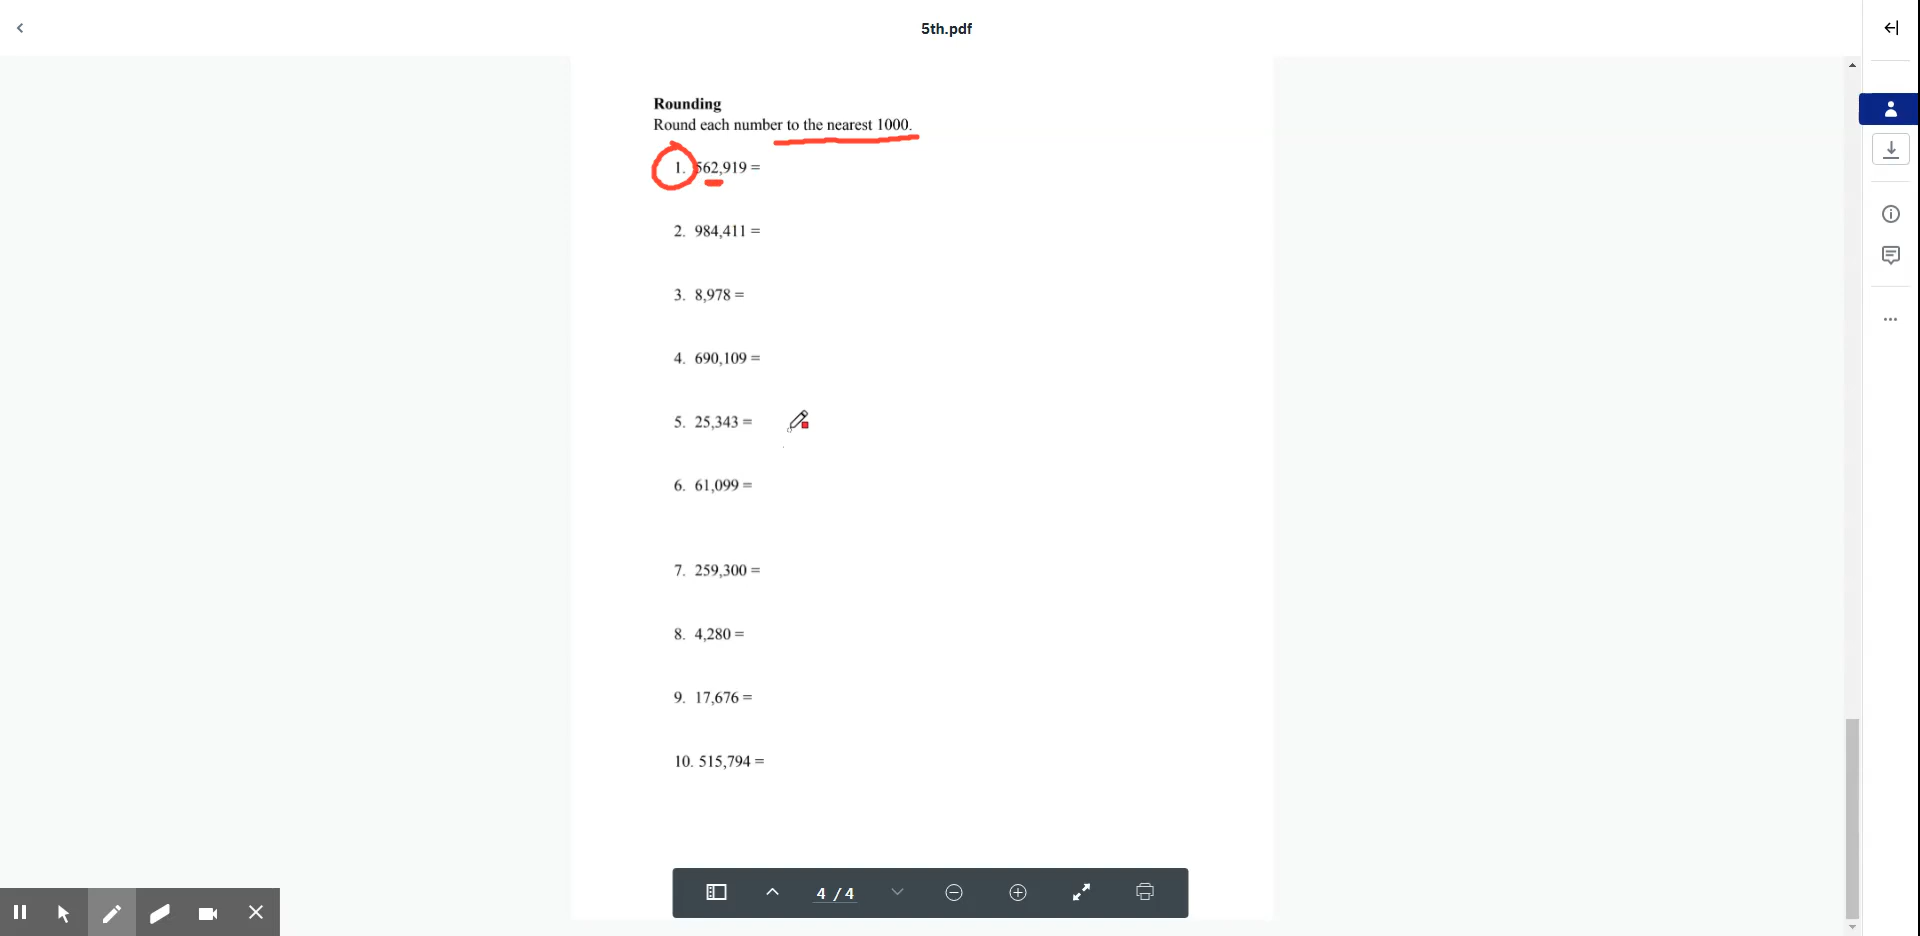 5th.pdf
Rounding
Round each number to the nearest 1000.
1. 562,919 =
2. 984,411 =
3. 8,978 =
4. 690,109 =
5. 25,343 =
6. 61,099 =
7. 259,300 =
8. 4,280 =
9. 17,676 =
10. 515,794 =
4 / 4